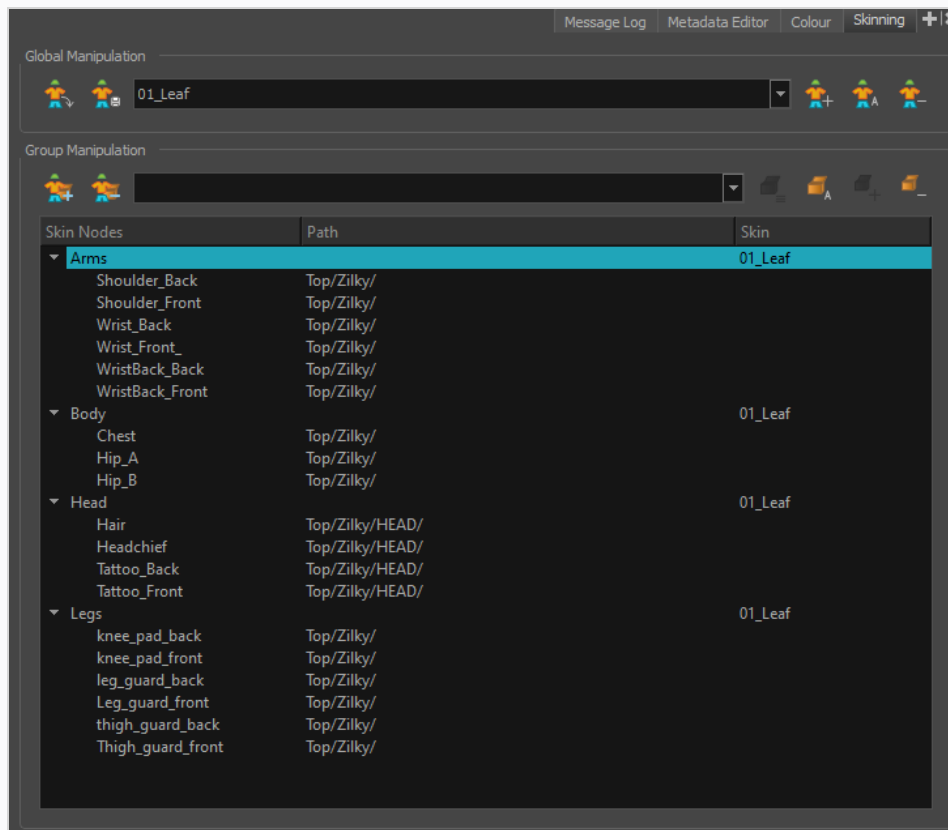 Message Log Metadata Editor Colour Skinning
Global Manipulation
01_Leaf
Group Manipulation
Skin Nodes Path Skin
Arms 01_Leaf
Shoulder_Back Top/Zilky/
Shoulder_Front Top/Zilky/
Wrist_Back Top/Zilky/
Wrist_Front_ Top/Zilky/
WristBack_Back Top/Zilky/
WristBack_Front Top/Zilky/
Body 01_Leaf
Chest Top/Zilky/
Hip_A Top/Zilky/
Hip_B Top/Zilky/
Head 01_Leaf
Hair Top/Zilky/HEAD/
Headchief Top/Zilky/HEAD/
Tattoo_Back Top/Zilky/HEAD/
Tattoo_Front Top/Zilky/HEAD/
Legs 01_Leaf
knee_pad_back Top/Zilky/
knee_pad_front Top/Zilky/
leg_guard_back Top/Zilky/
Leg_guard_front Top/Zilky/
thigh_guard_back Top/Zilky/
Thigh_guard_front Top/Zilky/